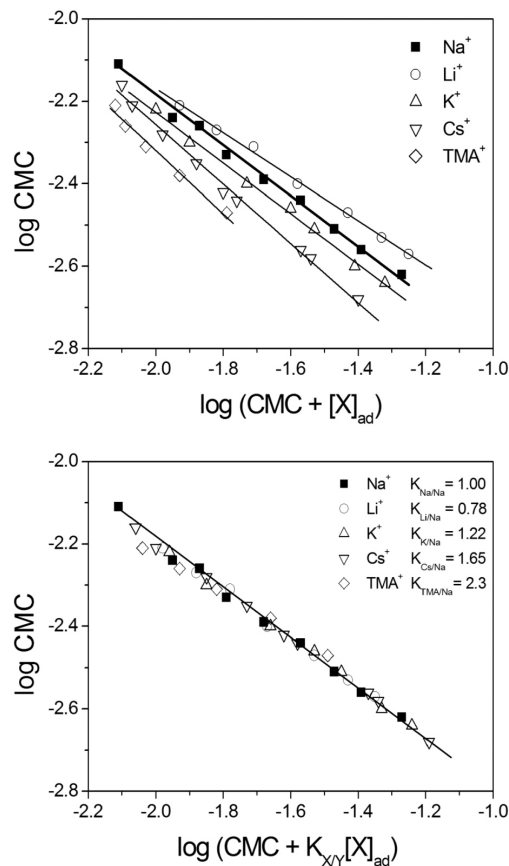 -2.0
-2.2
-2.4
-2.6
-2.8
log CMC
Na⁺
Li⁺
K⁺
Cs⁺
TMA⁺
-2.2 -2.0 -1.8 -1.6 -1.4 -1.2 -1.0
log (CMC + [X]ad)
-2.0
-2.2
-2.4
-2.6
-2.8
log CMC
Na⁺ KNa/Na = 1.00
Li⁺ KLi/Na = 0.78
K⁺ KK/Na = 1.22
Cs⁺ KCs/Na = 1.65
TMA⁺ KTMA/Na = 2.3
-2.2 -2.0 -1.8 -1.6 -1.4 -1.2 -1.0
log (CMC + KX/Y[X]ad)